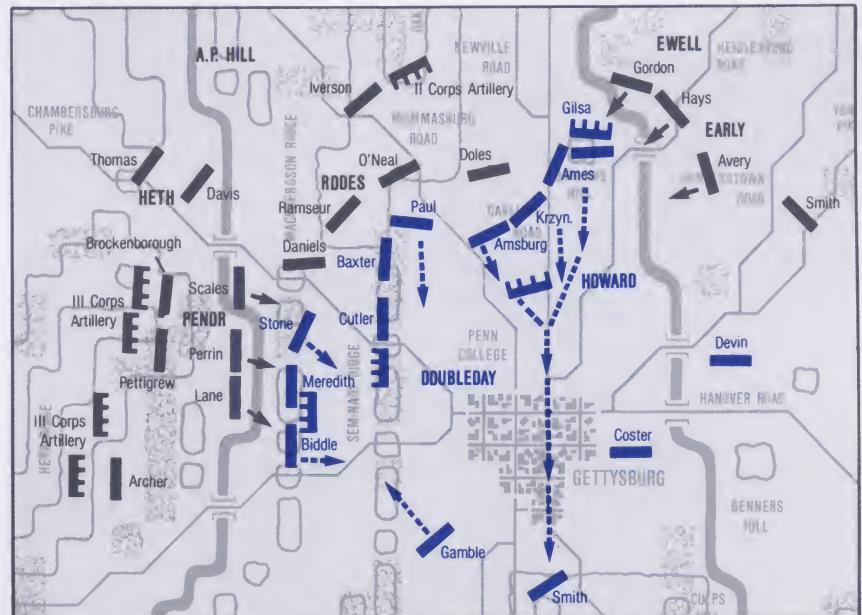 A.P. HILL
NEWVILLE
ROAD
EWELL
Gordon
Iverson
II Corps Artillery
Gilsa
Hays
CHAMBERSBURG
PIKE
ROAD
EARLY
Thomas
O'Neal
Doles
Ames
Avery
HETH
Davis
RODES
Ramseur
Paul
Krzyn.
ROAD
Smith
Brockenborough
Daniels
Baxter
Amsburg
III Corps
Artillery
Scales
PENDR
Stone
Cutler
HOWARD
Perrin
PENN
COLLEGE
Devin
Pettigrew
Meredith
DOUBLEDAY
Lane
HANOVER ROAD
III Corps
Artillery
Biddle
Coster
GETTYSBURG
Archer
BENNERS
HILL
Gamble
Smith
CULPS